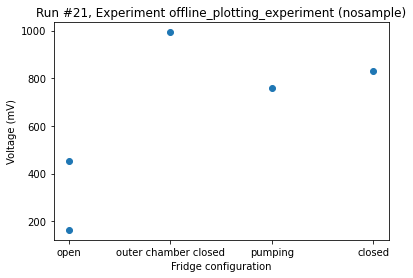 Run #21, Experiment offline_plotting_experiment (nosample)
1000
800
600
400
200
Voltage (mV)
open
outer chamber closed
pumping
closed
Fridge configuration